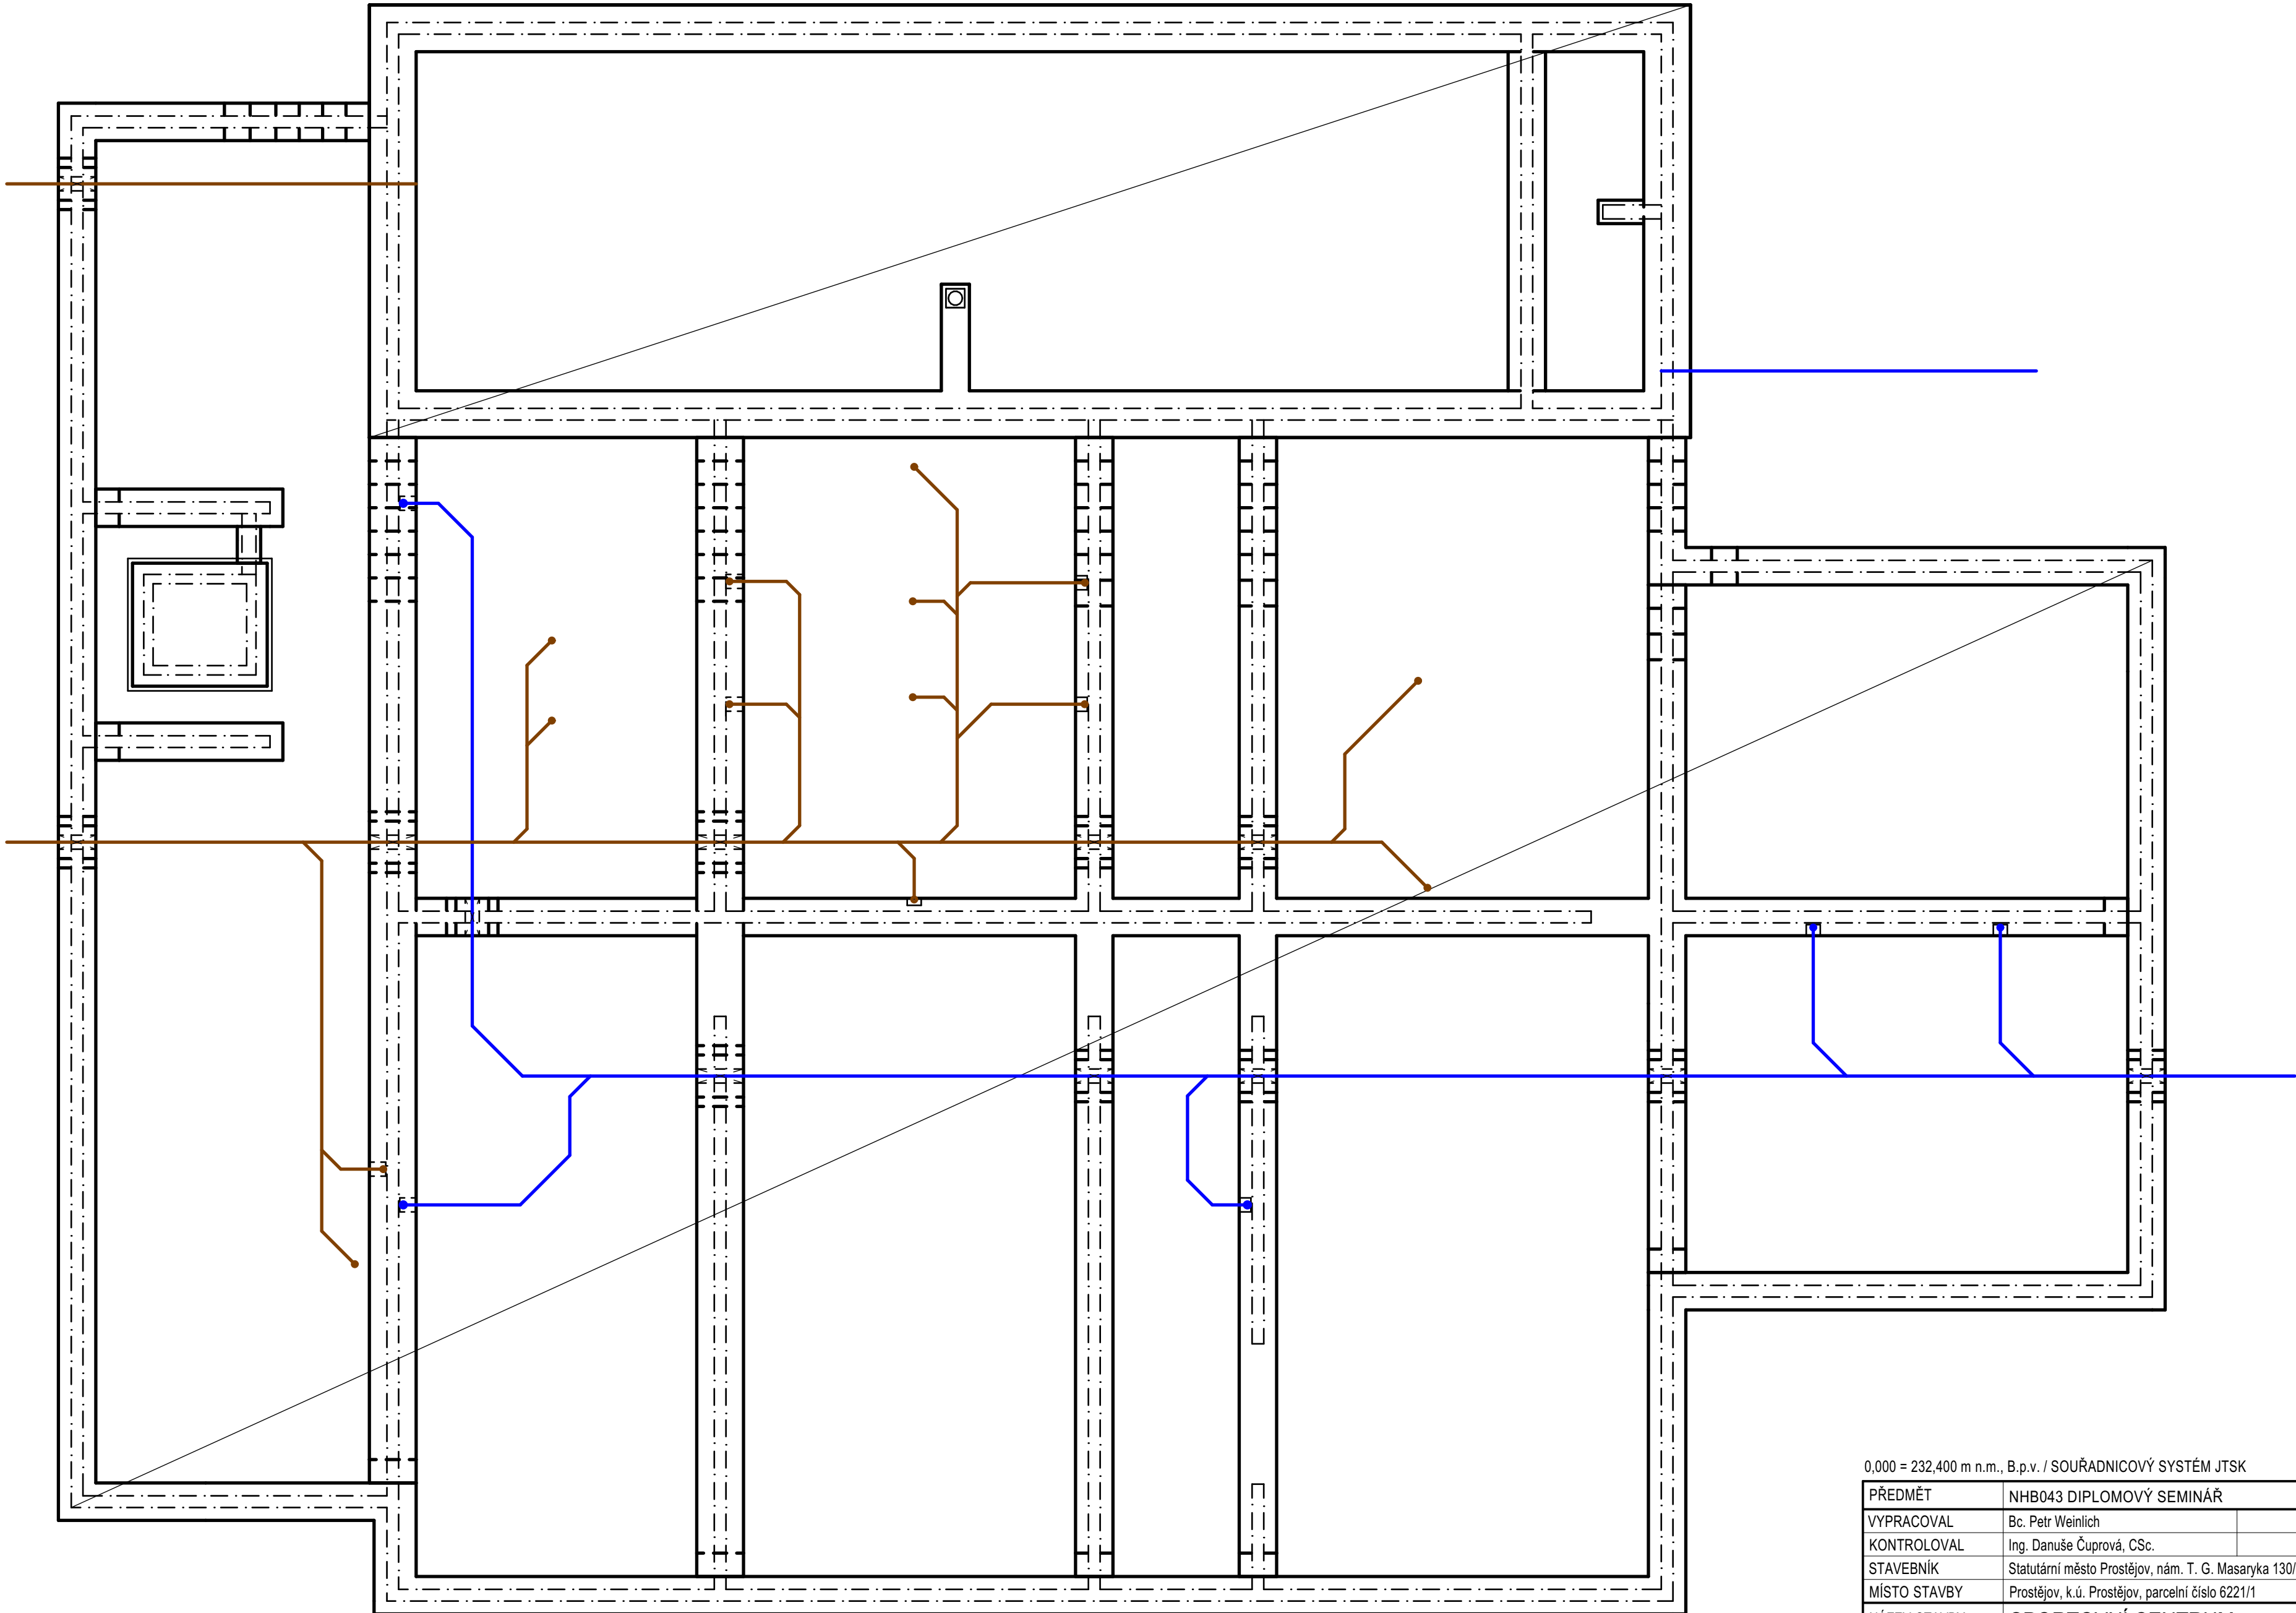 0,000 = 232,400 m n.m., B.p.v. / SOUŘADNICOVÝ SYSTÉM JTSK
PŘEDMĚT NHB043 DIPLOMOVÝ SEMINÁŘ
VYPRACOVAL Bc. Petr Weinlich
KONTROLOVAL Ing. Danuše Čuprová, CSc.
STAVEBNÍK Statutární město Prostějov, nám. T. G. Masaryka 130/
MÍSTO STAVBY Prostějov, k.ú. Prostějov, parcelní číslo 6221/1